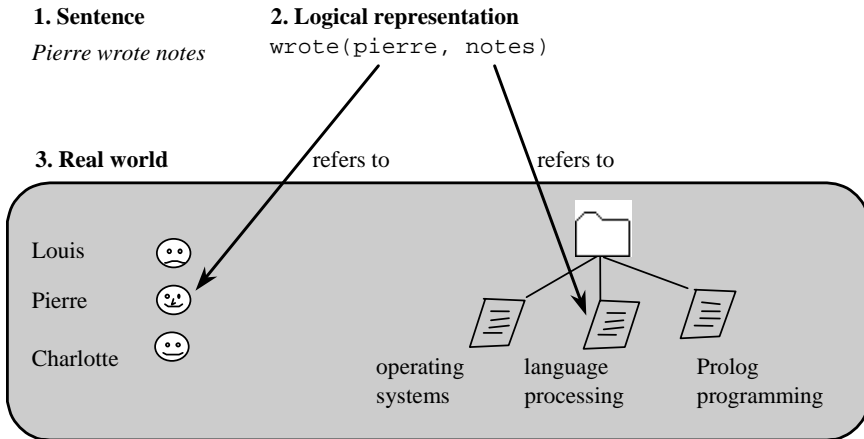 1. Sentence
2. Logical representation
Pierre wrote notes
wrote(pierre, notes)
3. Real world
refers to
refers to
Louis
Pierre
Charlotte
operating
systems
language
processing
Prolog
programming